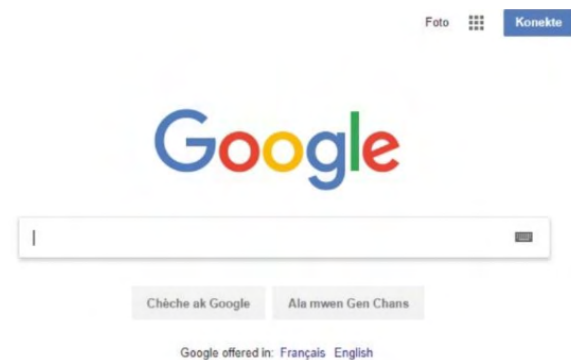 Foto Konekte
Google
Chèche ak Google Ala mwen Gen Chans
Google offered in: Français English